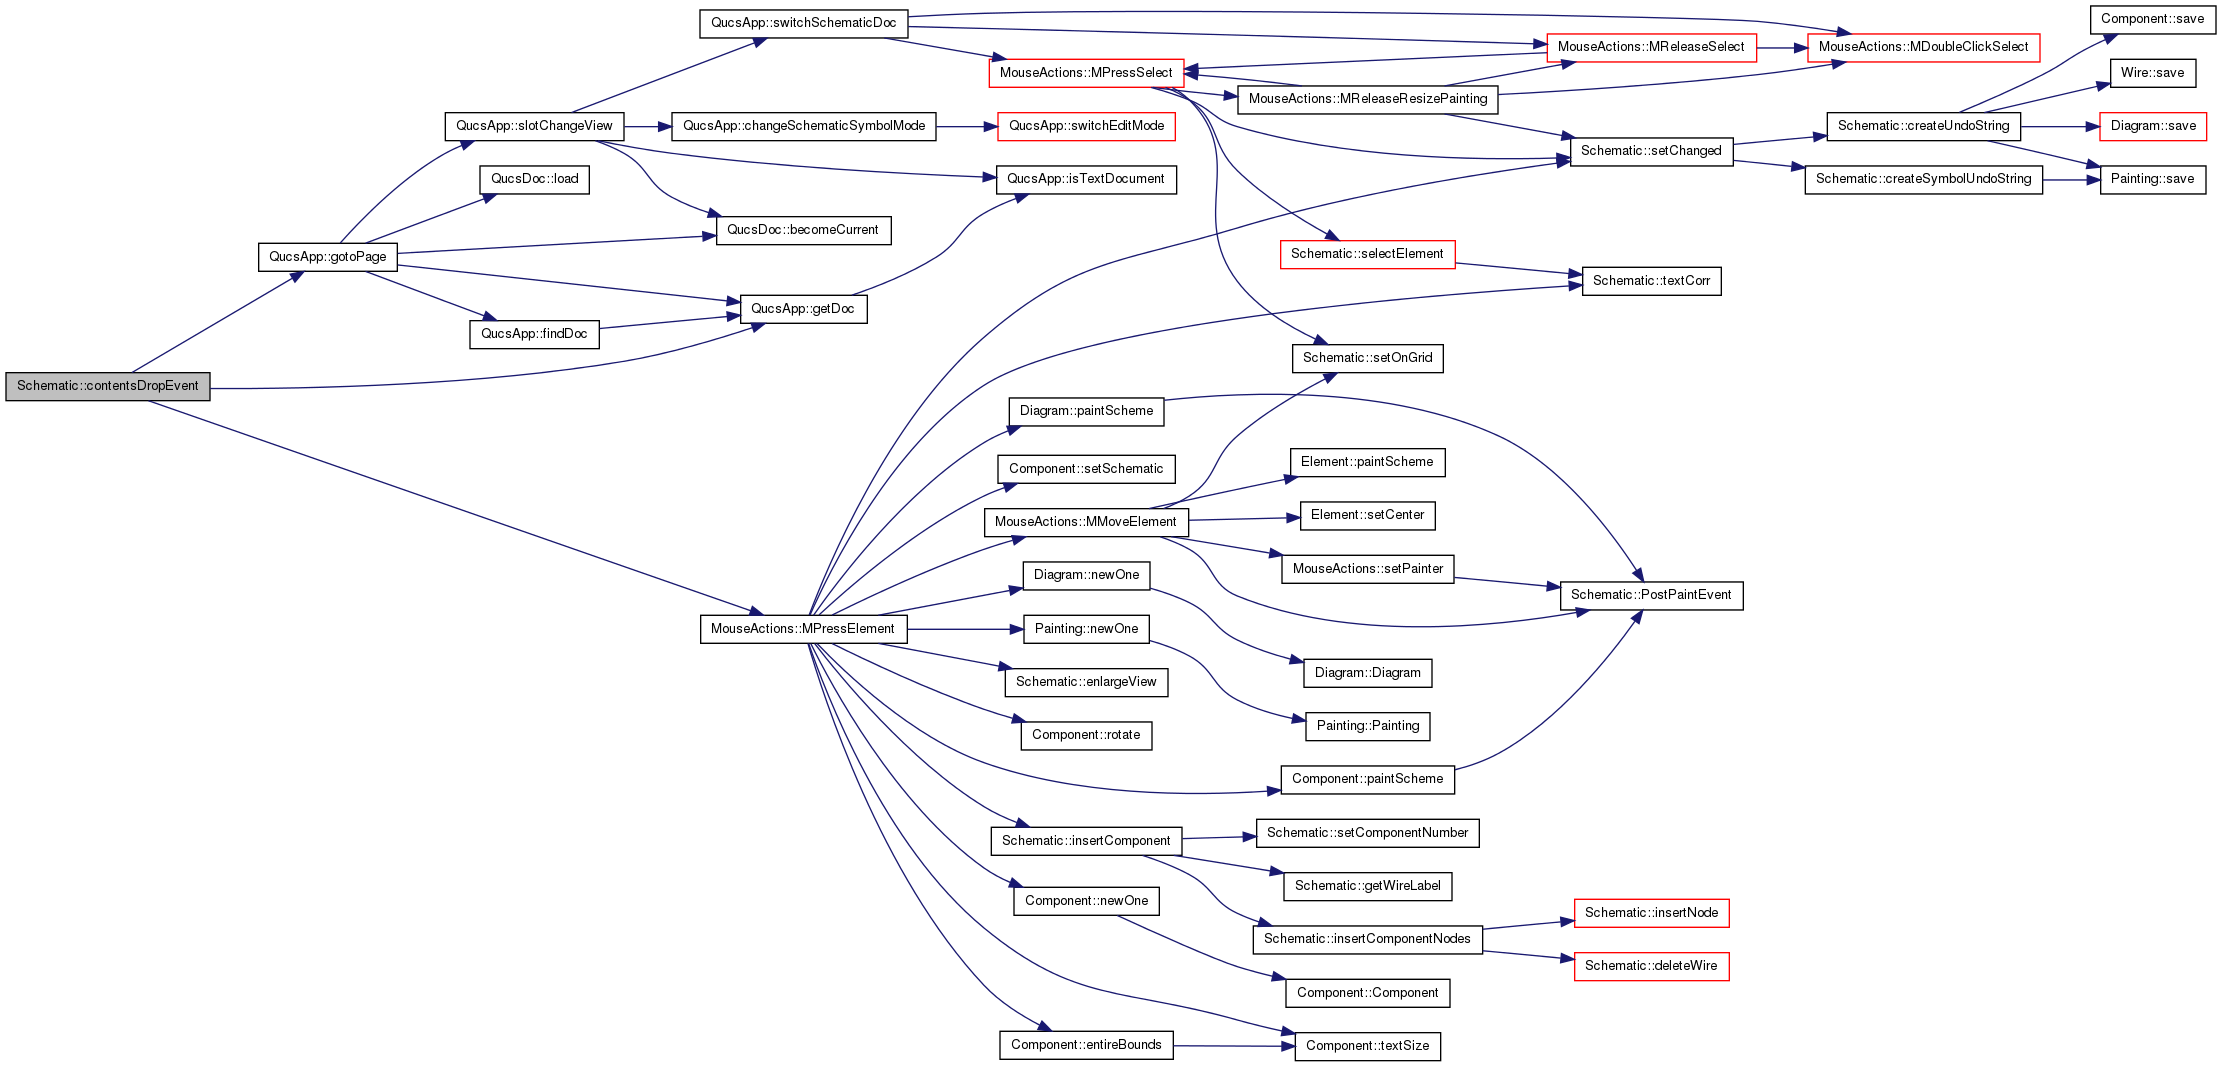 Schematic::contentsDropEvent
QucsApp::gotoPage
QucsApp::slotChangeView
QucsDoc::load
QucsApp::findDoc
QucsApp::switchSchematicDoc
QucsApp::changeSchematicSymbolMode
QucsDoc::becomeCurrent
QucsApp::getDoc
MouseActions::MPressElement
MouseActions::MPressSelect
QucsApp::switchEditMode
QucsApp::isTextDocument
Diagram::paintScheme
Component::setSchematic
MouseActions::MMoveElement
Diagram::newOne
Painting::newOne
Schematic::enlargeView
Component::rotate
Schematic::insertComponent
Component::newOne
Component::entireBounds
MouseActions::MReleaseResizePainting
Schematic::selectElement
Schematic::setOnGrid
Element::paintScheme
Element::setCenter
MouseActions::setPainter
Diagram::Diagram
Painting::Painting
Component::paintScheme
Schematic::setComponentNumber
Schematic::getWireLabel
Schematic::insertComponentNodes
Component::Component
Component::textSize
MouseActions::MReleaseSelect
Schematic::setChanged
Schematic::textCorr
Schematic::PostPaintEvent
Schematic::insertNode
Schematic::deleteWire
MouseActions::MDoubleClickSelect
Schematic::createUndoString
Schematic::createSymbolUndoString
Component::save
Wire::save
Diagram::save
Painting::save